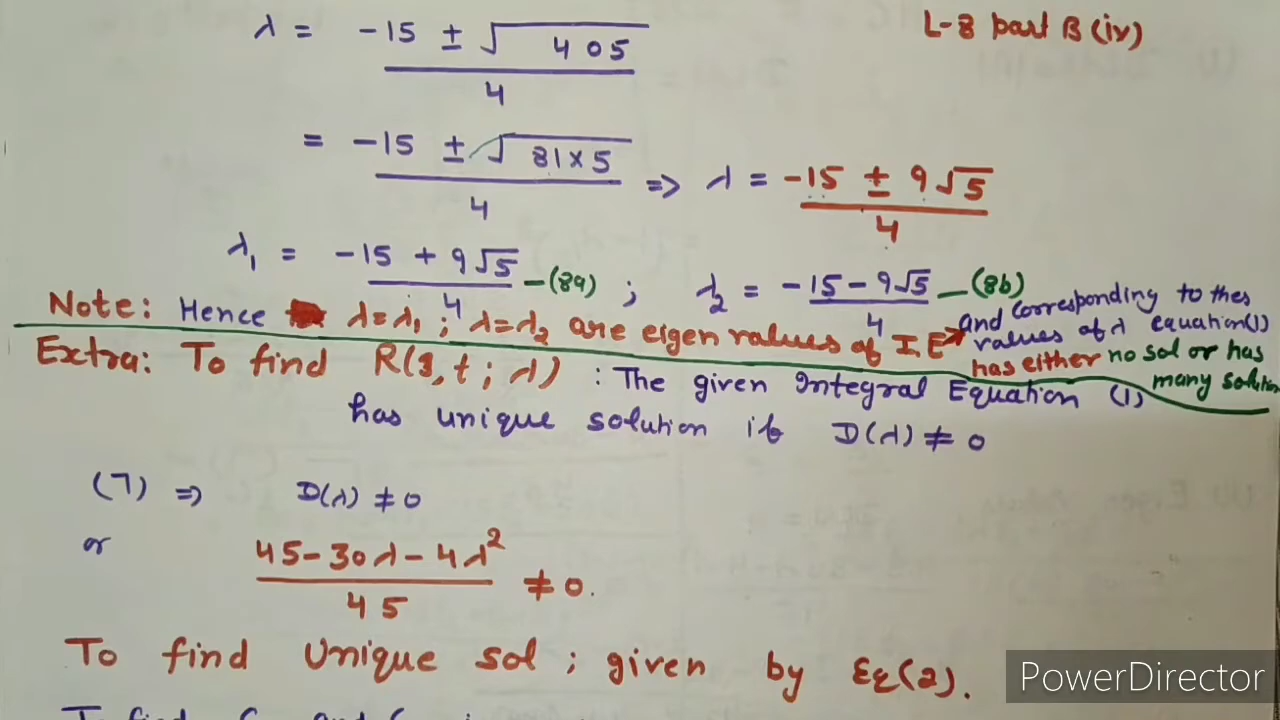 L-8 part B (iv)
λ = -15 ± √405 / 4
= -15 ± √81×5 / 4 => λ = -15 ± 9√5 / 4
λ₁ = -15 + 9√5 / 4 -(8a) ; λ₂ = -15 - 9√5 / 4 -(8b)
Note: Hence λ=λ₁ ; λ=λ₂ are eigen values of I.E
and corresponding to thes
values of λ equation(1)
has either no sol or has
many solution
Extra: To find R(s, t ; λ) : The given Integral Equation (1)
has unique solution if D(λ) ≠ 0
(7) => D(λ) ≠ 0
or 45-30λ-4λ² / 45 ≠ 0.
To find Unique sol ; given by Eq(2).
PowerDirector